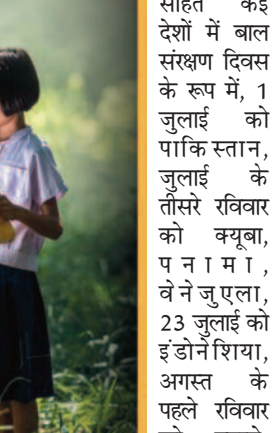 सहित कई
देशों में बाल
संरक्षण दिवस
के रूप में, 1
जुलाई को
पाकिस्तान,
जुलाई के
तीसरे रविवार
को क्यूबा,
पनामा,
वेनेजुएला,
23 जुलाई को
इंडोनेशिया,
अगस्त के
पहले रविवार